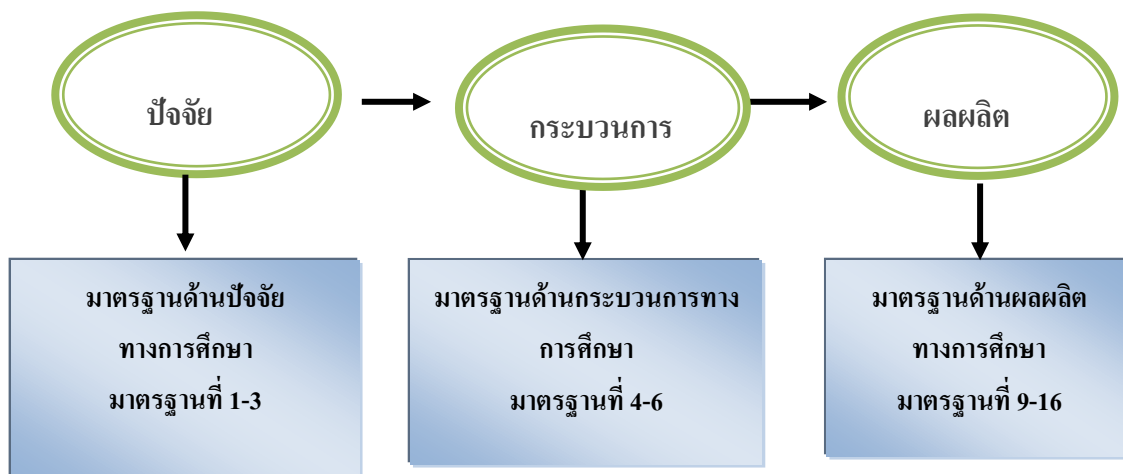 ปัจจัย
กระบวนการ
ผลผลิต
มาตรฐานด้านปัจจัย
ทางการศึกษา
มาตรฐานที่ 1-3
มาตรฐานด้านกระบวนการทาง
การศึกษา
มาตรฐานที่ 4-6
มาตรฐานด้านผลผลิต
ทางการศึกษา
มาตรฐานที่ 9-16